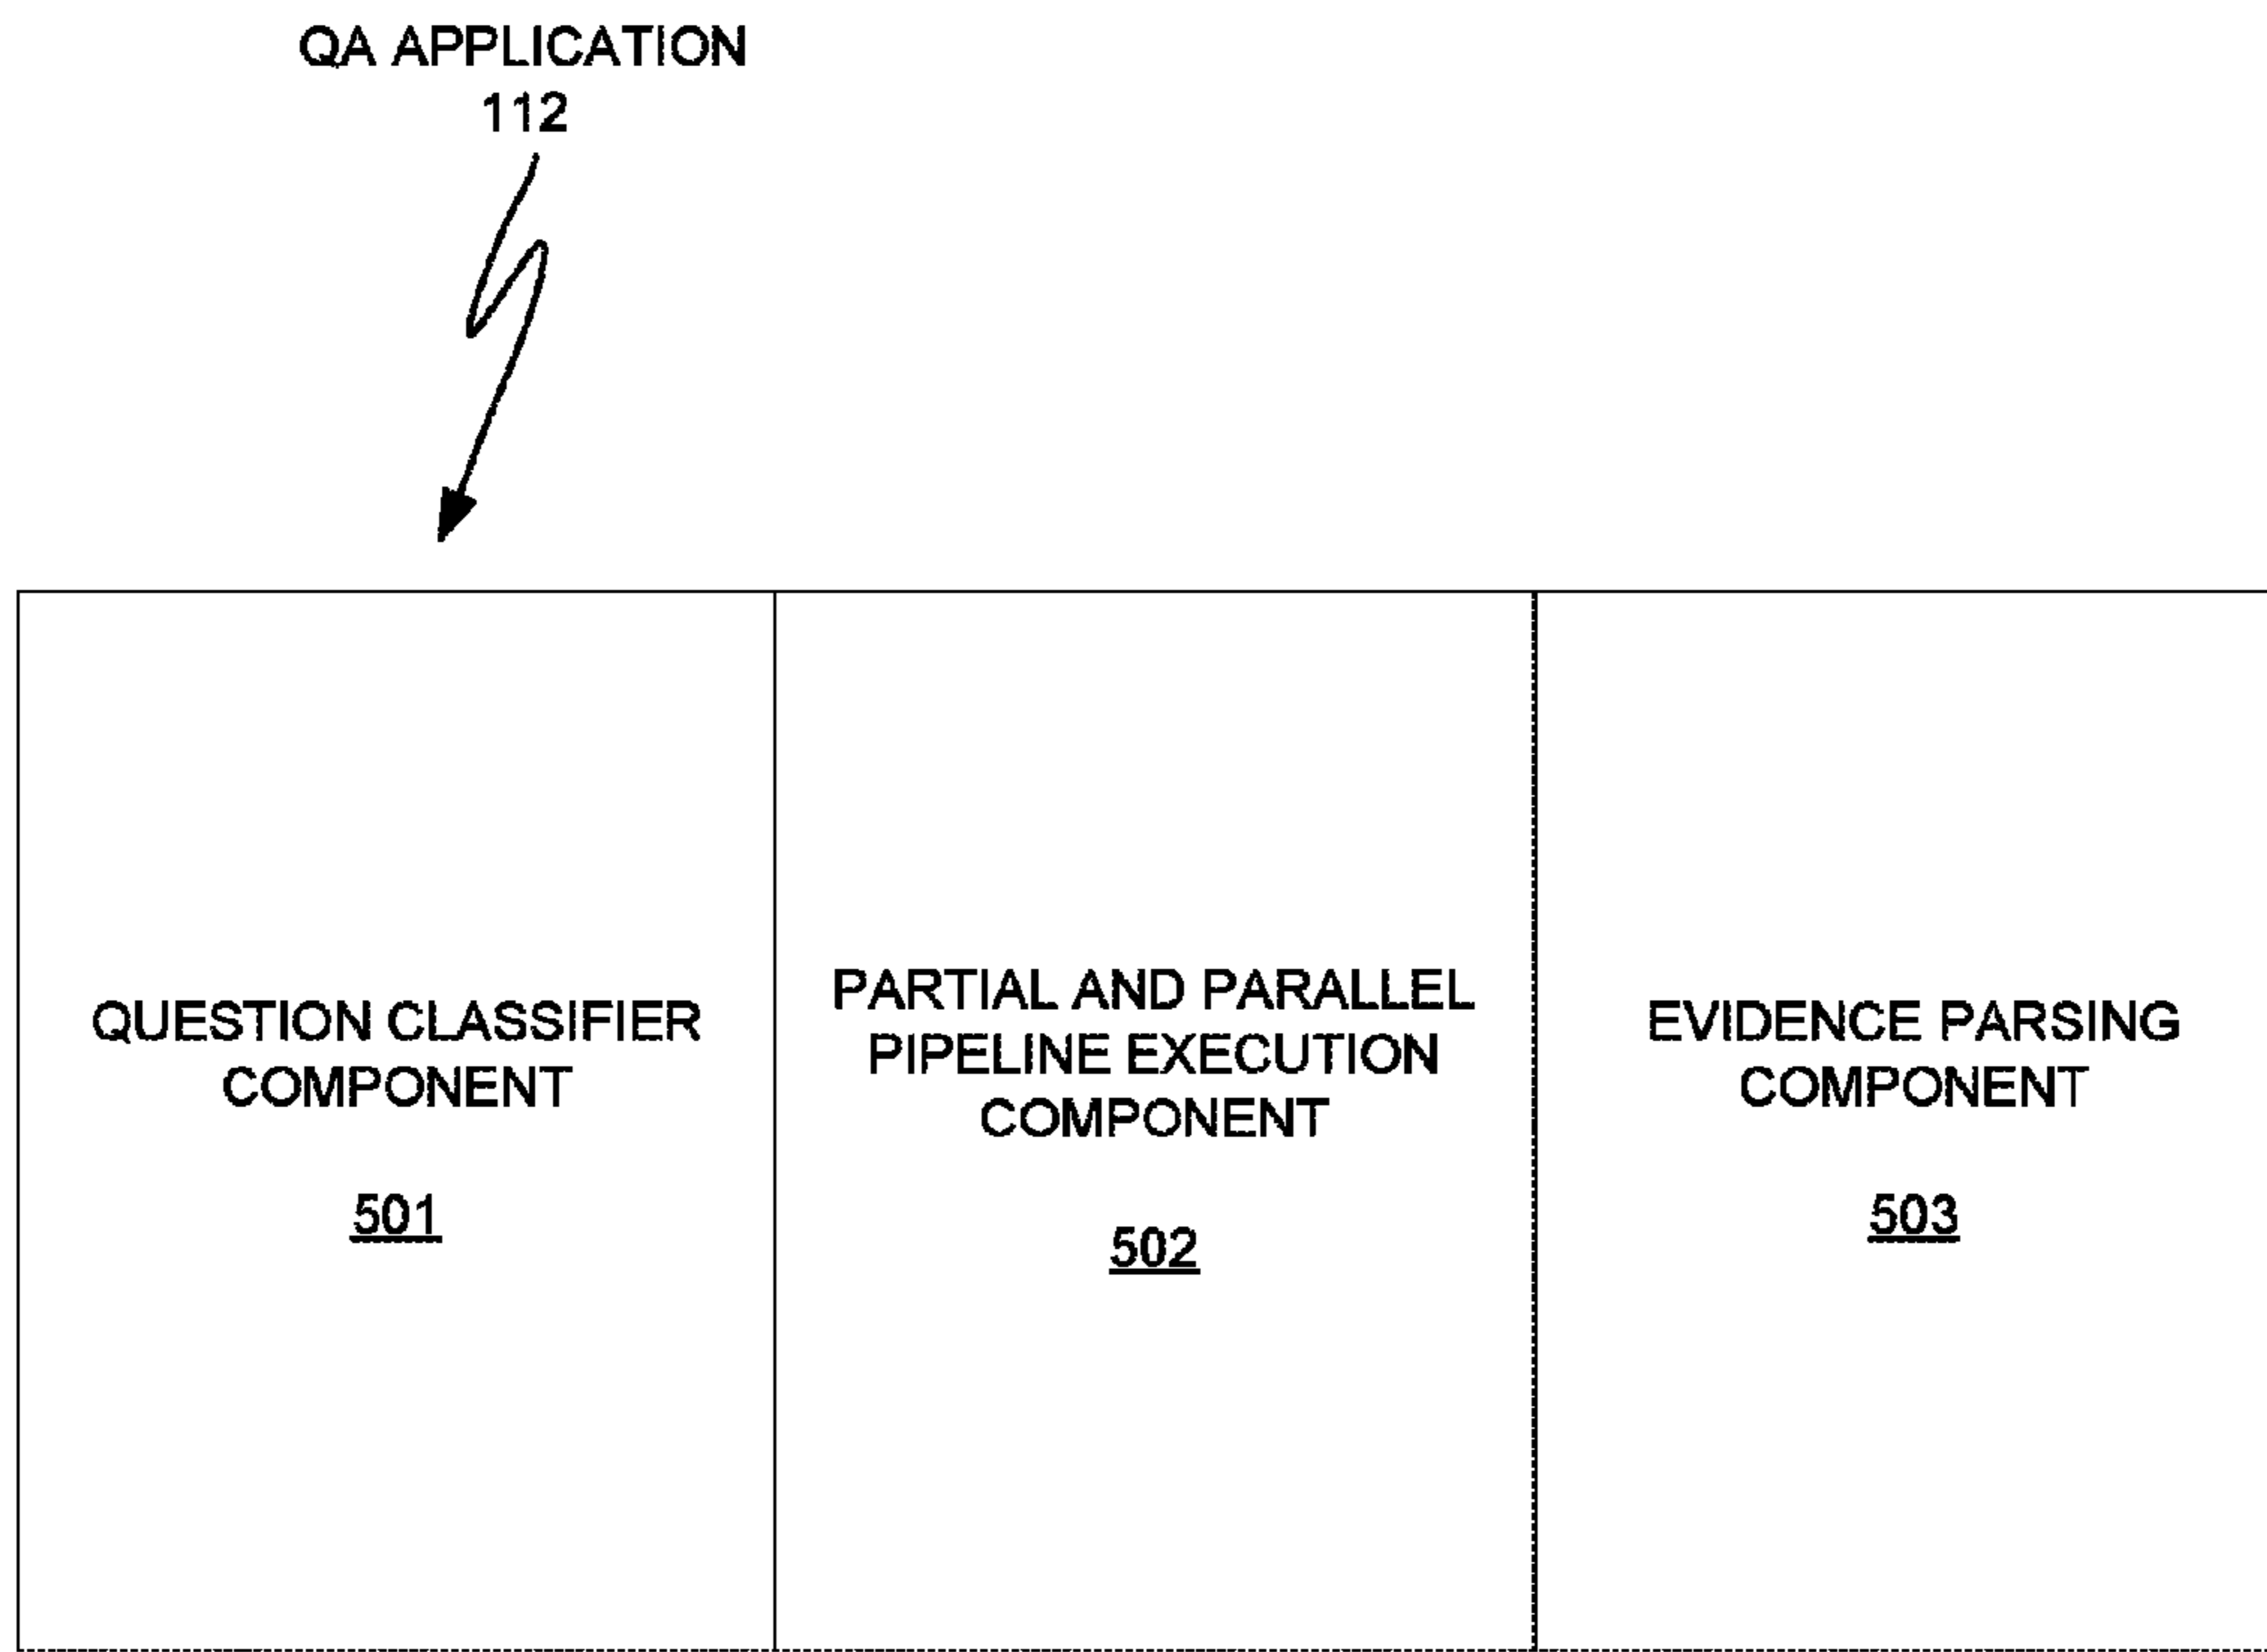 QA APPLICATION
112
QUESTION CLASSIFIER
COMPONENT
501
PARTIAL AND PARALLEL
PIPELINE EXECUTION
COMPONENT
502
EVIDENCE PARSING
COMPONENT
503